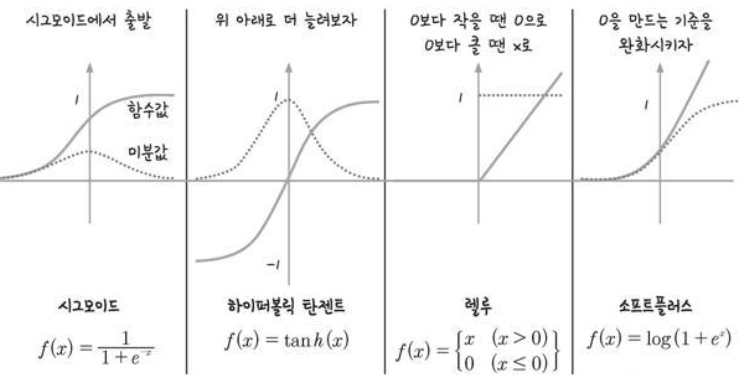 시그모이드에서 출발
1
함숫값
미분값
시그모이드
f(x) = 1 / (1 + e⁻ˣ)
위 아래로 더 늘려보자
1
-1
하이퍼볼릭 탄젠트
f(x) = tanh(x)
0보다 작을 땐 0으로
0보다 클 땐 x로
1
렐루
f(x) = { x (x > 0)
0 (x ≤ 0) }
0을 만드는 기준을
완화시키자
1
소프트플러스
f(x) = log(1 + eˣ)